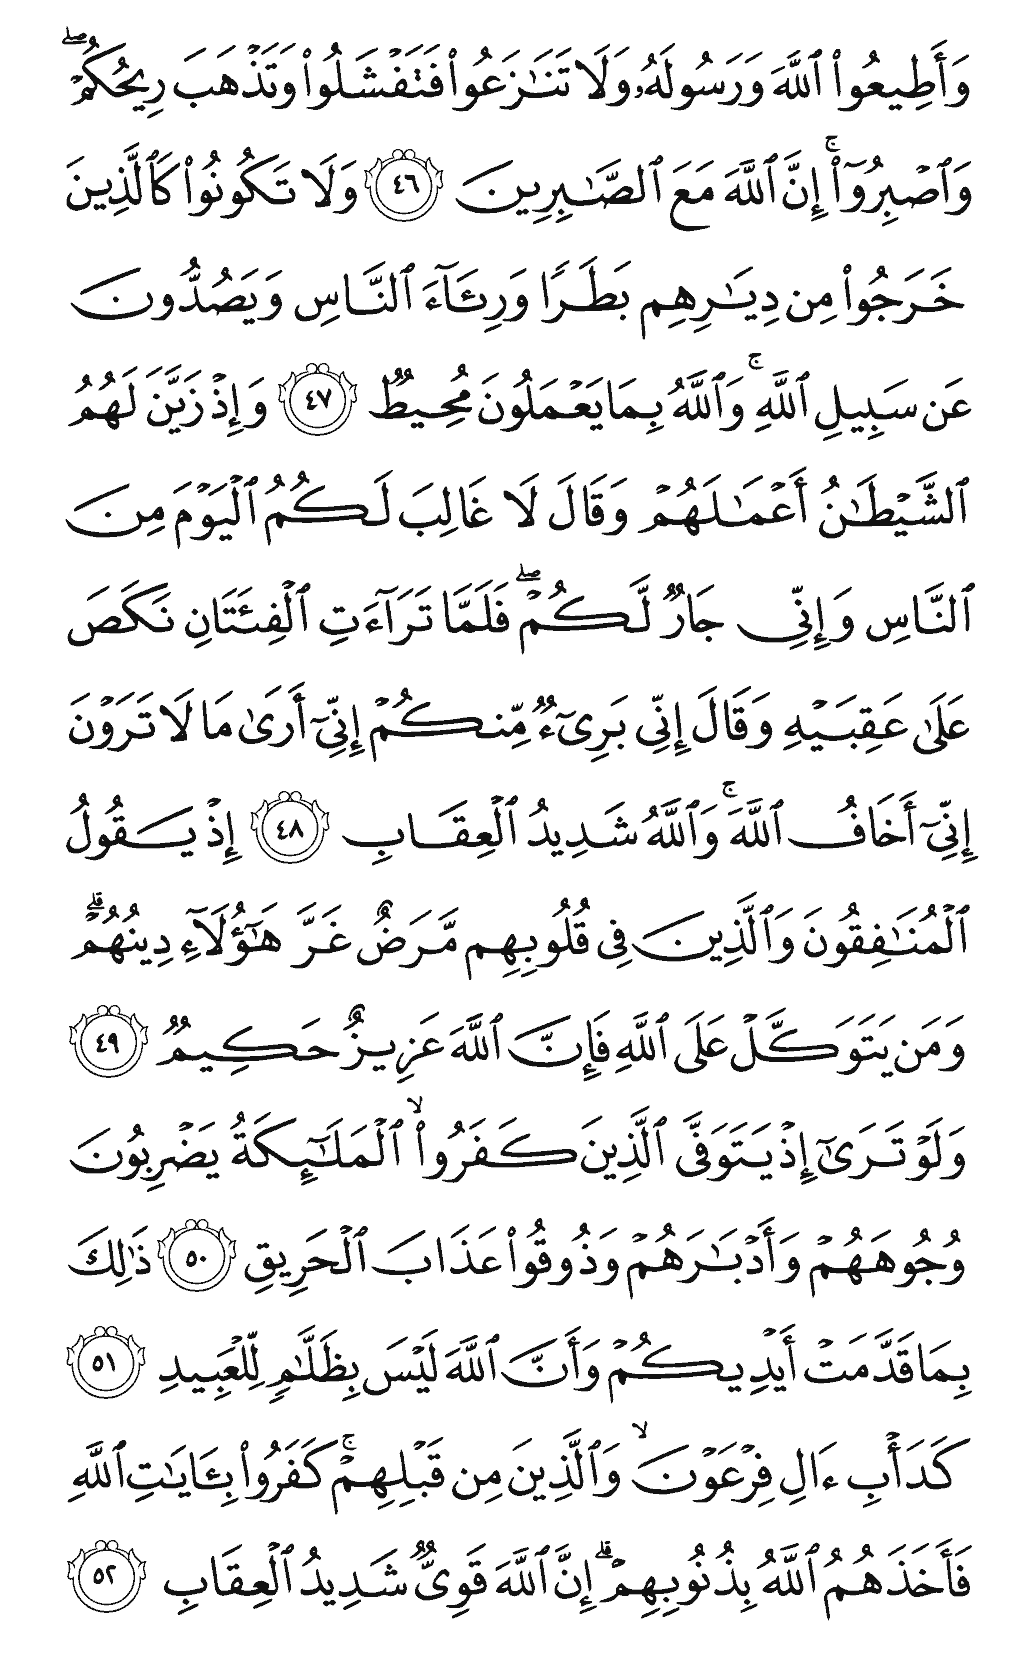 وَأَطِيعُوا۟ ٱللَّهَ وَرَسُولَهُۥ وَلَا تَنَـٰزَعُوا۟ فَتَفْشَلُوا۟ وَتَذْهَبَ رِيحُكُمْ ۖ
وَٱصْبِرُوٓا۟ ۚ إِنَّ ٱللَّهَ مَعَ ٱلصَّـٰبِرِينَ ٤٦ وَلَا تَكُونُوا۟ كَٱلَّذِينَ
خَرَجُوا۟ مِن دِيَـٰرِهِم بَطَرًا وَرِئَآءَ ٱلنَّاسِ وَيَصُدُّونَ
عَن سَبِيلِ ٱللَّهِ ۚ وَٱللَّهُ بِمَا يَعْمَلُونَ مُحِيطٌ ٤٧ وَإِذْ زَيَّنَ لَهُمُ
ٱلشَّيْطَـٰنُ أَعْمَـٰلَهُمْ وَقَالَ لَا غَالِبَ لَكُمُ ٱلْيَوْمَ مِنَ
ٱلنَّاسِ وَإِنِّى جَارٌ لَّكُمْ ۖ فَلَمَّا تَرَآءَتِ ٱلْفِئَتَانِ نَكَصَ
عَلَىٰ عَقِبَيْهِ وَقَالَ إِنِّى بَرِىٓءٌ مِّنكُمْ إِنِّىٓ أَرَىٰ مَا لَا تَرَوْنَ
إِنِّىٓ أَخَافُ ٱللَّهَ ۚ وَٱللَّهُ شَدِيدُ ٱلْعِقَابِ ٤٨ إِذْ يَقُولُ
ٱلْمُنَـٰفِقُونَ وَٱلَّذِينَ فِى قُلُوبِهِم مَّرَضٌ غَرَّ هَـٰٓؤُلَآءِ دِينُهُمْ ۗ
وَمَن يَتَوَكَّلْ عَلَى ٱللَّهِ فَإِنَّ ٱللَّهَ عَزِيزٌ حَكِيمٌ ٤٩
وَلَوْ تَرَىٰٓ إِذْ يَتَوَفَّى ٱلَّذِينَ كَفَرُوا۟ ۙ ٱلْمَلَـٰٓئِكَةُ يَضْرِبُونَ
وُجُوهَهُمْ وَأَدْبَـٰرَهُمْ وَذُوقُوا۟ عَذَابَ ٱلْحَرِيقِ ٥٠ ذَٰلِكَ
بِمَا قَدَّمَتْ أَيْدِيكُمْ وَأَنَّ ٱللَّهَ لَيْسَ بِظَلَّـٰمٍ لِّلْعَبِيدِ ٥١
كَدَأْبِ ءَالِ فِرْعَوْنَ ۙ وَٱلَّذِينَ مِن قَبْلِهِمْ ۚ كَفَرُوا۟ بِـَٔايَـٰتِ ٱللَّهِ
فَأَخَذَهُمُ ٱللَّهُ بِذُنُوبِهِمْ ۗ إِنَّ ٱللَّهَ قَوِىٌّ شَدِيدُ ٱلْعِقَابِ ٥٢